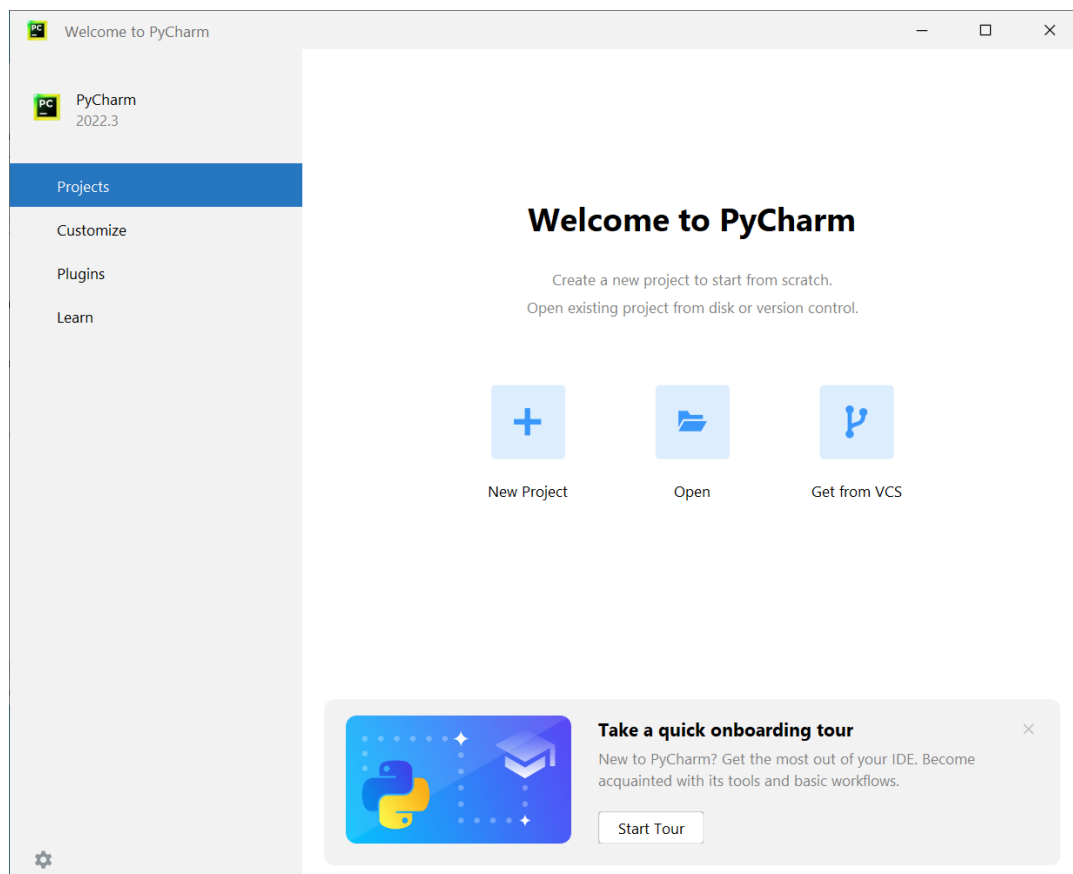 PC
Welcome to PyCharm
PC
PyCharm
2022.3
Projects
Customize
Plugins
Learn
Welcome to PyCharm
Create a new project to start from scratch.
Open existing project from disk or version control.
New Project
Open
Get from VCS
Take a quick onboarding tour
New to PyCharm? Get the most out of your IDE. Become
acquainted with its tools and basic workflows.
Start Tour